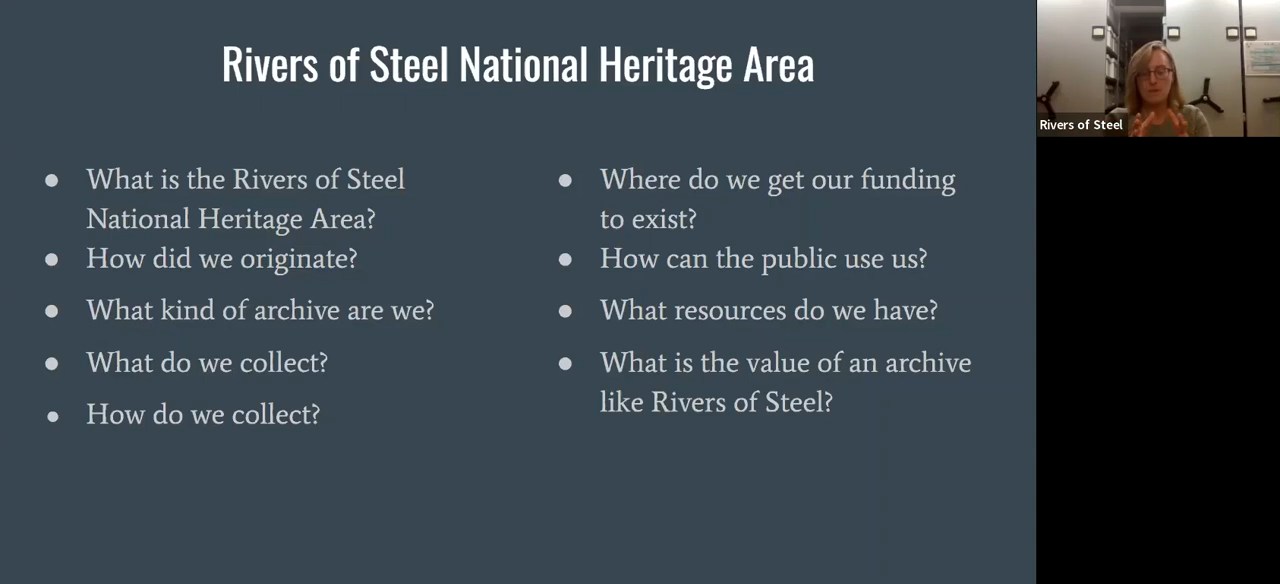 Rivers of Steel National Heritage Area
What is the Rivers of Steel
National Heritage Area?
How did we originate?
What kind of archive are we?
What do we collect?
How do we collect?
Where do we get our funding
to exist?
How can the public use us?
What resources do we have?
What is the value of an archive
like Rivers of Steel?
Rivers of Steel